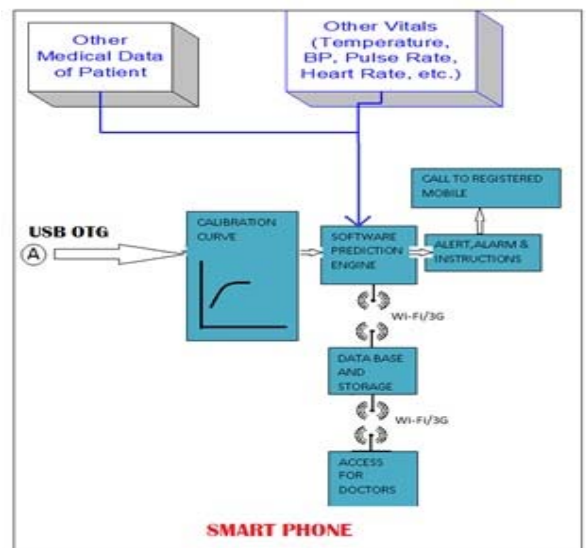 Other
Medical Data
of Patient
Other Vitals
(Temperature,
BP, Pulse Rate,
Heart Rate, etc.)
CALL TO REGISTERED
MOBILE
USB OTG
A
CALIBRATION
CURVE
SOFTWARE
PREDICTION
ENGINE
ALERT,ALARM &
INSTRUCTIONS
Wi-Fi/3G
DATA BASE
AND
STORAGE
Wi-Fi/3G
ACCESS
FOR
DOCTORS
SMART PHONE